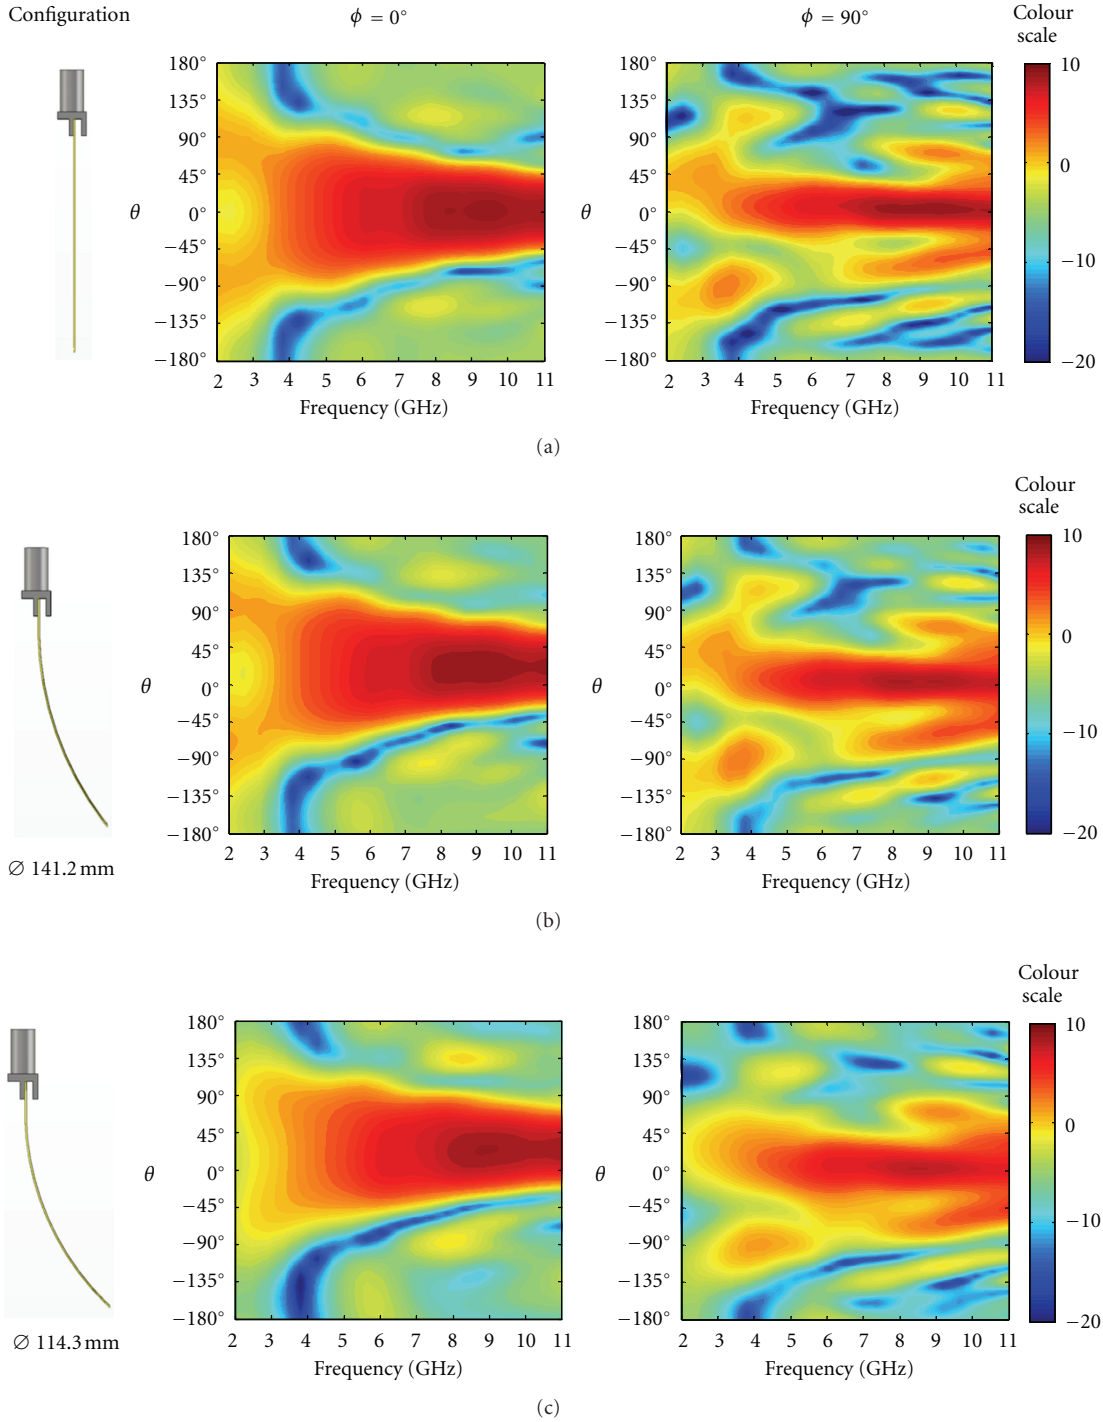 Configuration
ϕ = 0°
ϕ = 90°
Colour
scale
180°
135°
90°
45°
0°
−45°
−90°
−135°
−180°
θ
2 3 4 5 6 7 8 9 10 11
Frequency (GHz)
180°
135°
90°
45°
0°
−45°
−90°
−135°
−180°
θ
2 3 4 5 6 7 8 9 10 11
Frequency (GHz)
10
0
−10
−20
(a)
Colour
scale
180°
135°
90°
45°
0°
−45°
−90°
−135°
−180°
θ
2 3 4 5 6 7 8 9 10 11
Frequency (GHz)
180°
135°
90°
45°
0°
−45°
−90°
−135°
−180°
θ
2 3 4 5 6 7 8 9 10 11
Frequency (GHz)
10
0
−10
−20
∅ 141.2 mm
(b)
Colour
scale
180°
135°
90°
45°
0°
−45°
−90°
−135°
−180°
θ
2 3 4 5 6 7 8 9 10 11
Frequency (GHz)
180°
135°
90°
45°
0°
−45°
−90°
−135°
−180°
θ
2 3 4 5 6 7 8 9 10 11
Frequency (GHz)
10
0
−10
−20
∅ 114.3 mm
(c)